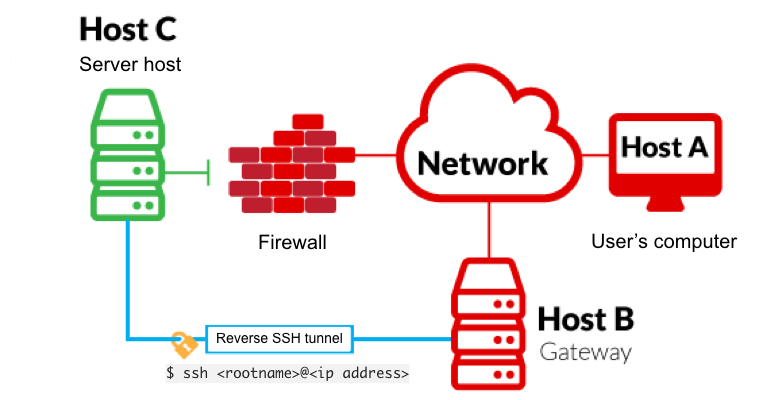 Host C
Server host
Network
Host A
Firewall
User's computer
Reverse SSH tunnel
$ ssh <rootname>@<ip address>
Host B
Gateway